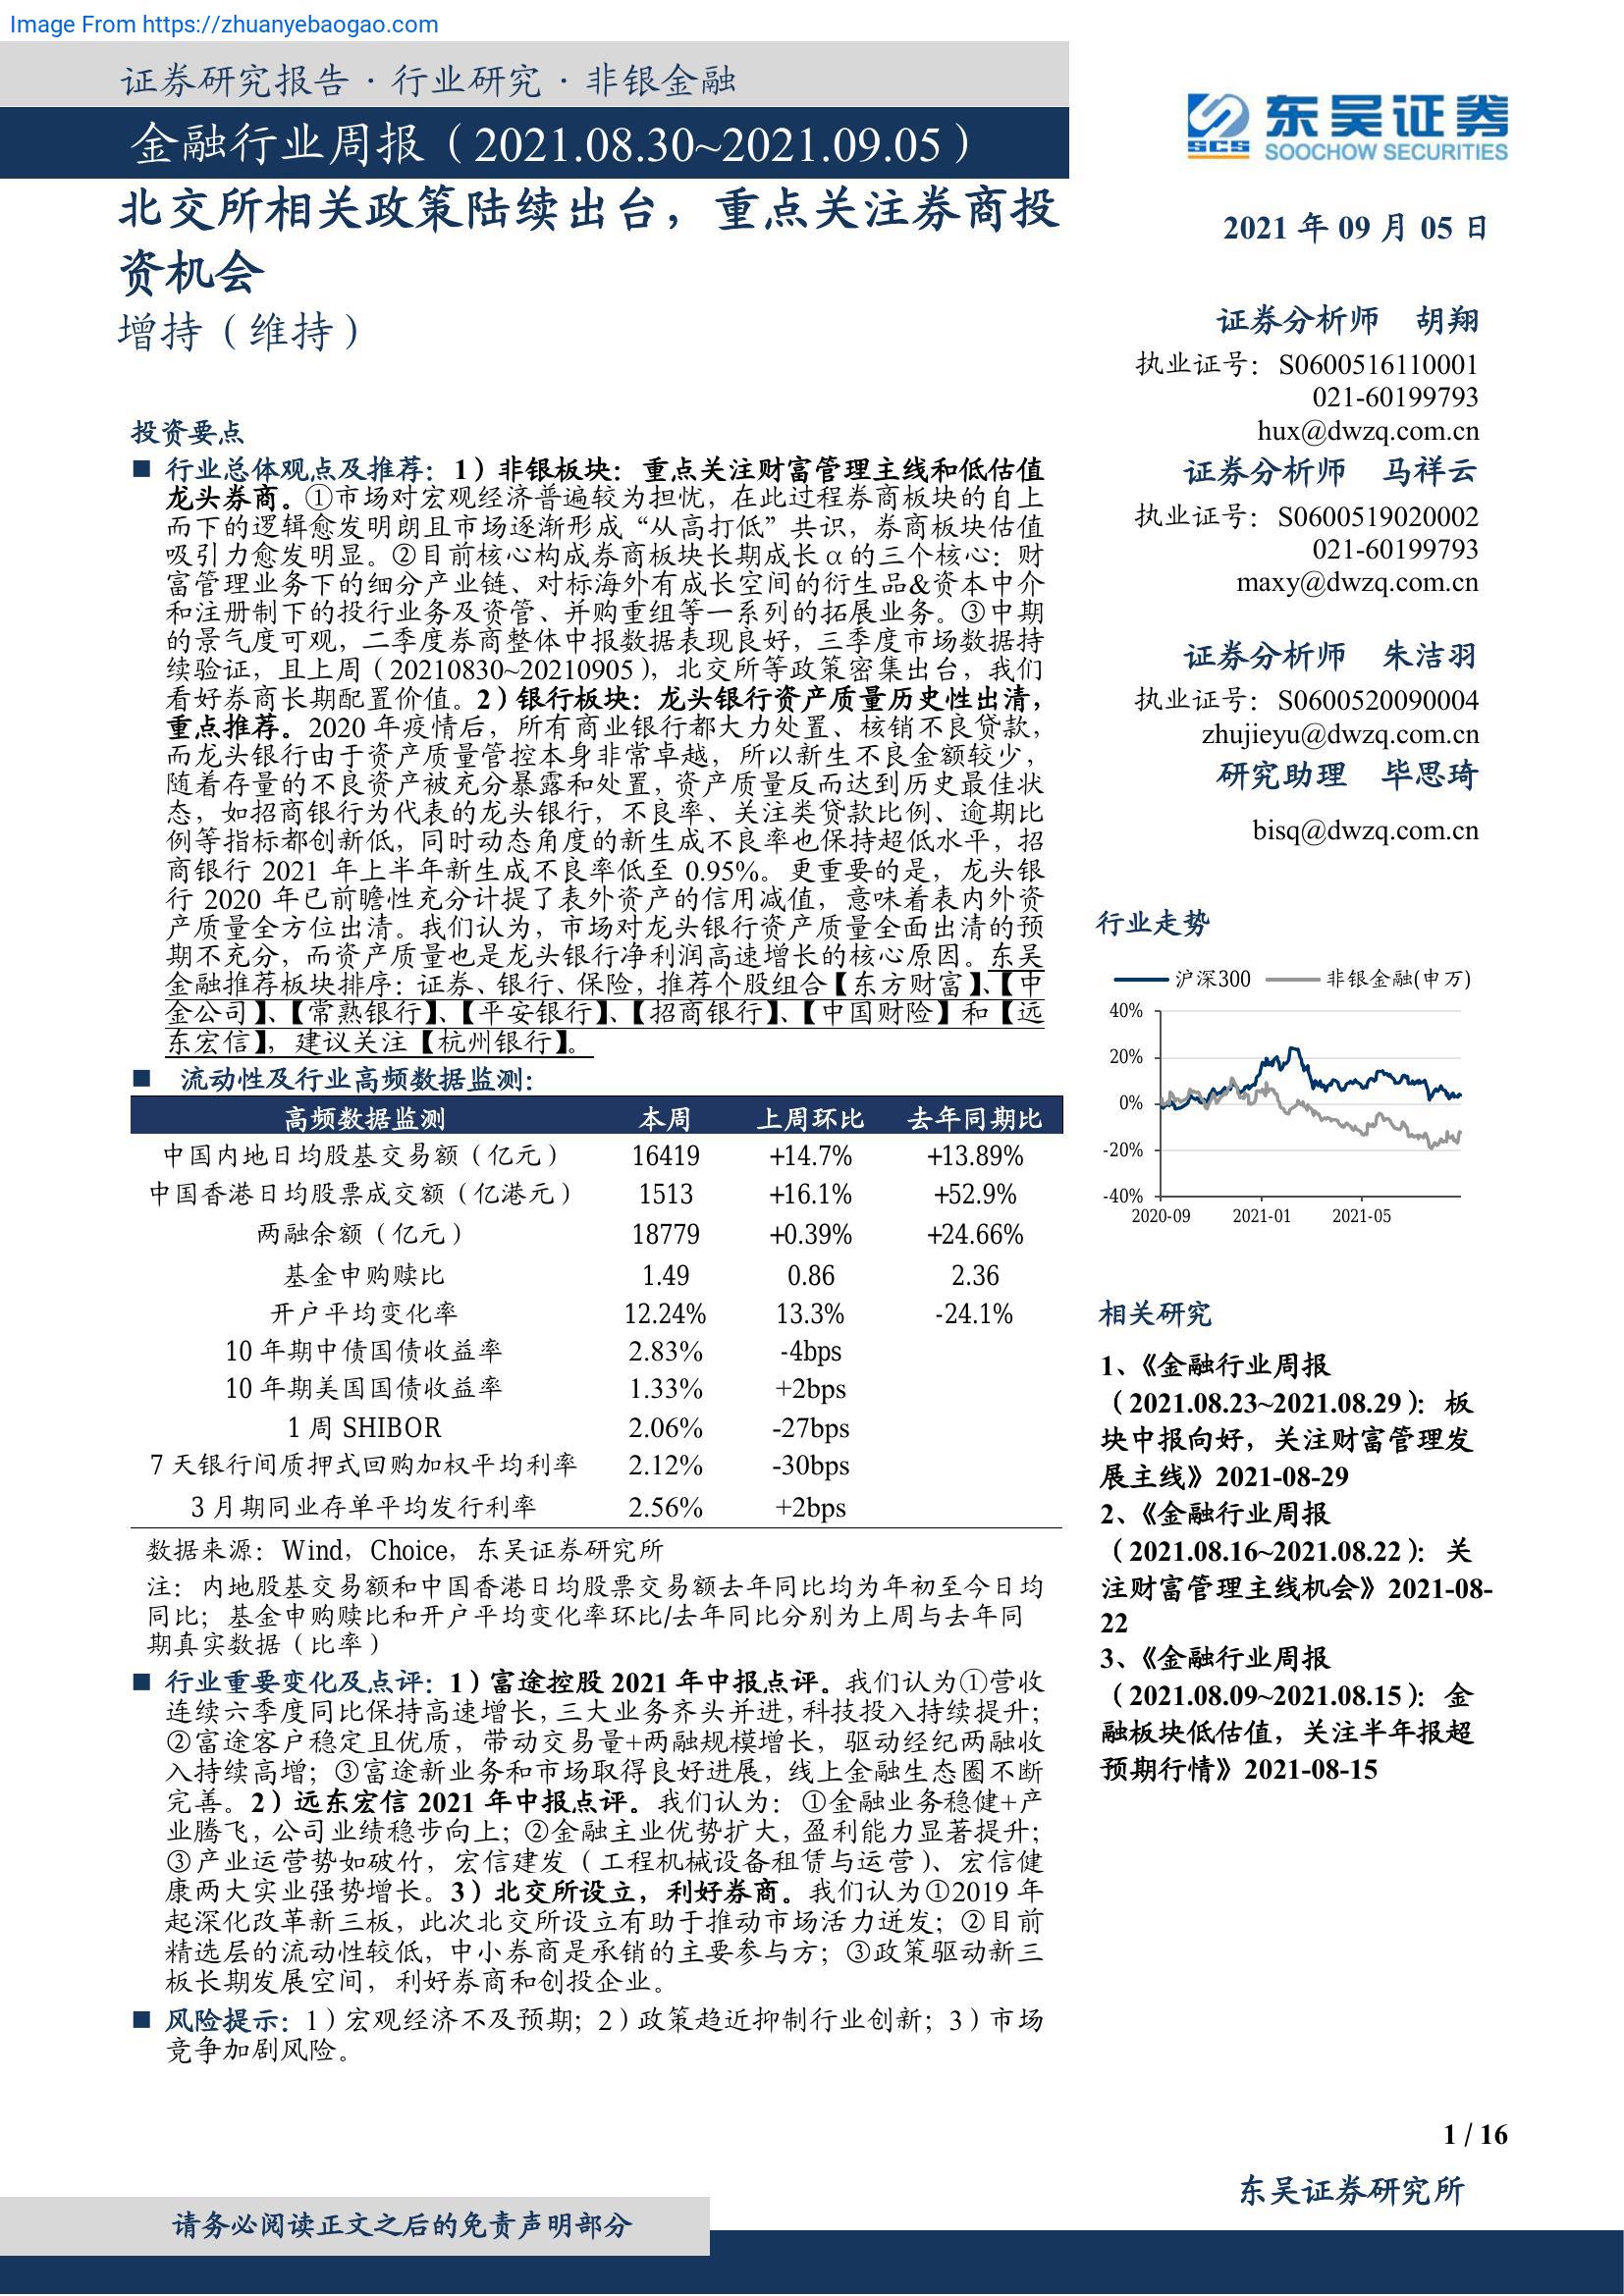 Image From https://zhuanyebaogao.com
证券研究报告·行业研究·非银金融
金融行业周报（2021.08.30~2021.09.05）
北交所相关政策陆续出台，重点关注券商投
资机会
增持（维持）
投资要点
■ 行业总体观点及推荐：1）非银板块：重点关注财富管理主线和低估值
龙头券商。①市场对宏观经济普遍较为担忧，在此过程券商板块的自上
而下的逻辑愈发明朗且市场逐渐形成“从高打低”共识，券商板块估值
吸引力愈发明显。②目前核心构成券商板块长期成长α的三个核心：财
富管理业务下的细分产业链、对标海外有成长空间的衍生品&资本中介
和注册制下的投行业务及资管、并购重组等一系列的拓展业务。③中期
的景气度可观，二季度券商整体中报数据表现良好，三季度市场数据持
续验证，且上周（20210830~20210905），北交所等政策密集出台，我们
看好券商长期配置价值。2）银行板块：龙头银行资产质量历史性出清，
重点推荐。2020 年疫情后，所有商业银行都大力处置、核销不良贷款，
而龙头银行由于资产质量管控本身非常卓越，所以新生不良金额较少，
随着存量的不良资产被充分暴露和处置，资产质量反而达到历史最佳状
态，如招商银行为代表的龙头银行，不良率、关注类贷款比例、逾期比
例等指标都创新低，同时动态角度的新生成不良率也保持超低水平，招
商银行 2021 年上半年新生成不良率低至 0.95%。更重要的是，龙头银
行 2020 年已前瞻性充分计提了表外资产的信用减值，意味着表内外资
产质量全方位出清。我们认为，市场对龙头银行资产质量全面出清的预
期不充分，而资产质量也是龙头银行净利润高速增长的核心原因。东吴
金融推荐板块排序：证券、银行、保险，推荐个股组合【东方财富】、【中
金公司】、【常熟银行】、【平安银行】、【招商银行】、【中国财险】和【远
东宏信】，建议关注【杭州银行】。
■ 流动性及行业高频数据监测：
高频数据监测 本周 上周环比 去年同期比
中国内地日均股基交易额（亿元） 16419 +14.7% +13.89%
中国香港日均股票成交额（亿港元） 1513 +16.1% +52.9%
两融余额（亿元） 18779 +0.39% +24.66%
基金申购赎比 1.49 0.86 2.36
开户平均变化率 12.24% 13.3% -24.1%
10 年期中债国债收益率 2.83% -4bps
10 年期美国国债收益率 1.33% +2bps
1 周 SHIBOR 2.06% -27bps
7 天银行间质押式回购加权平均利率 2.12% -30bps
3 月期同业存单平均发行利率 2.56% +2bps
数据来源：Wind，Choice，东吴证券研究所
注：内地股基交易额和中国香港日均股票交易额去年同比均为年初至今日均
同比；基金申购赎比和开户平均变化率环比/去年同比分别为上周与去年同
期真实数据（比率）
■ 行业重要变化及点评：1）富途控股 2021 年中报点评。我们认为①营收
连续六季度同比保持高速增长，三大业务齐头并进，科技投入持续提升；
②富途客户稳定且优质，带动交易量+两融规模增长，驱动经纪两融收
入持续高增；③富途新业务和市场取得良好进展，线上金融生态圈不断
完善。2）远东宏信 2021 年中报点评。我们认为：①金融业务稳健+产
业腾飞，公司业绩稳步向上；②金融主业优势扩大，盈利能力显著提升；
③产业运营势如破竹，宏信建发（工程机械设备租赁与运营）、宏信健
康两大实业强势增长。3）北交所设立，利好券商。我们认为①2019 年
起深化改革新三板，此次北交所设立有助于推动市场活力迸发；②目前
精选层的流动性较低，中小券商是承销的主要参与方；③政策驱动新三
板长期发展空间，利好券商和创投企业。
■ 风险提示：1）宏观经济不及预期；2）政策趋近抑制行业创新；3）市场
竞争加剧风险。
SCS 东吴证券
SOOCHOW SECURITIES
2021 年 09 月 05 日
证券分析师 胡翔
执业证号：S0600516110001
021-60199793
hux@dwzq.com.cn
证券分析师 马祥云
执业证号：S0600519020002
021-60199793
maxy@dwzq.com.cn
证券分析师 朱洁羽
执业证号：S0600520090004
zhujieyu@dwzq.com.cn
研究助理 毕思琦
bisq@dwzq.com.cn
行业走势
沪深300 非银金融(申万)
40%
20%
0%
-20%
-40%
2020-09 2021-01 2021-05
相关研究
1、《金融行业周报
（2021.08.23~2021.08.29）：板
块中报向好，关注财富管理发
展主线》2021-08-29
2、《金融行业周报
（2021.08.16~2021.08.22）：关
注财富管理主线机会》2021-08-
22
3、《金融行业周报
（2021.08.09~2021.08.15）：金
融板块低估值，关注半年报超
预期行情》2021-08-15
1 / 16
东吴证券研究所
请务必阅读正文之后的免责声明部分